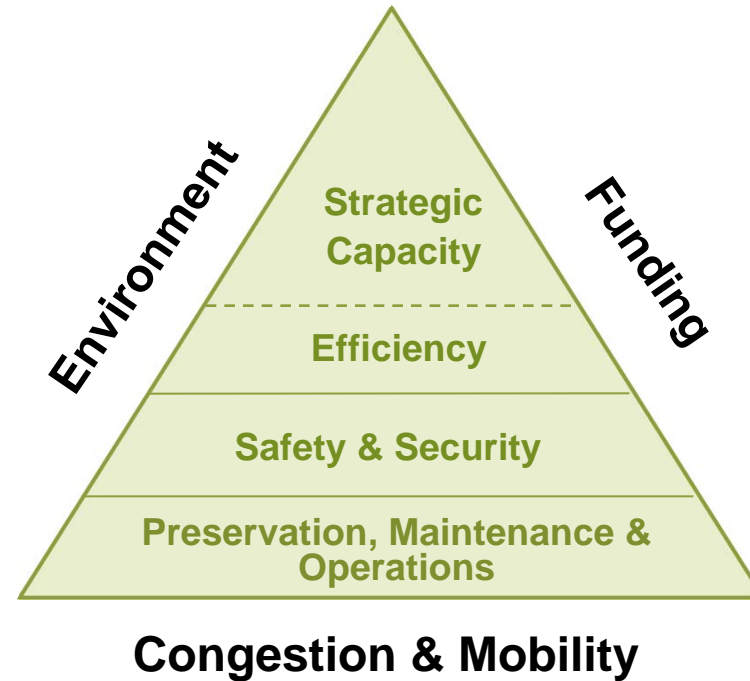 Environment
Funding
Strategic
Capacity
Efficiency
Safety & Security
Preservation, Maintenance &
Operations
Congestion & Mobility